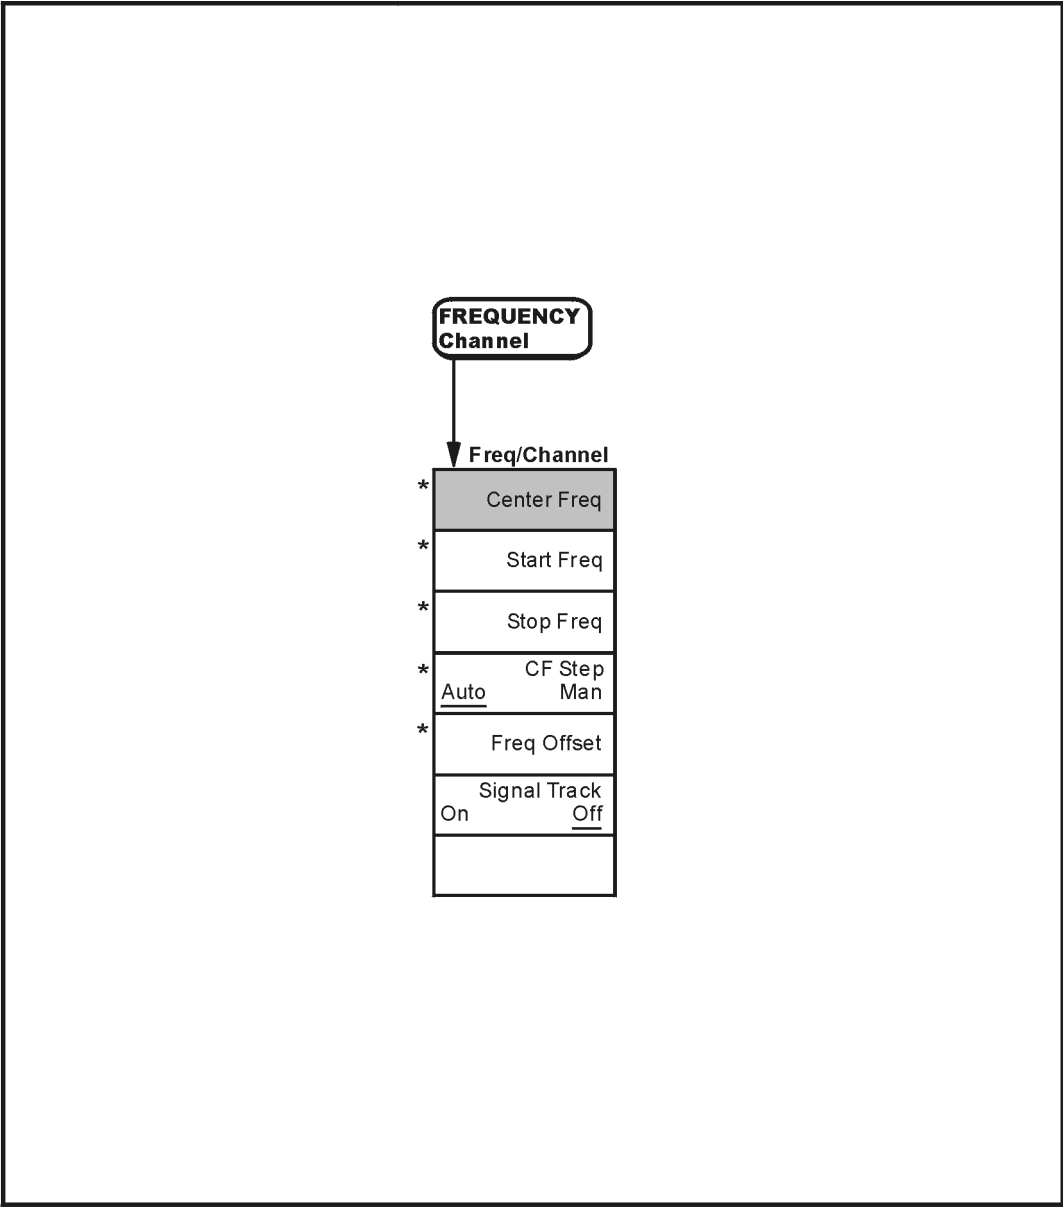 FREQUENCY
Channel
Freq/Channel
* Center Freq
* Start Freq
* Stop Freq
* CF Step
Auto Man
* Freq Offset
Signal Track
On Off